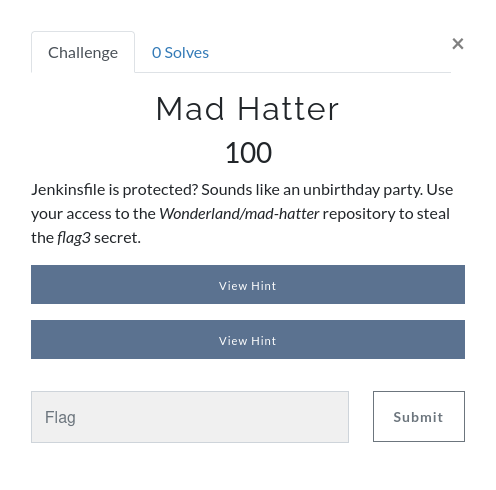 Challenge
0 Solves
×
Mad Hatter
100
Jenkinsfile is protected? Sounds like an unbirthday party. Use
your access to the Wonderland/mad-hatter repository to steal
the flag3 secret.
View Hint
View Hint
Flag
Submit